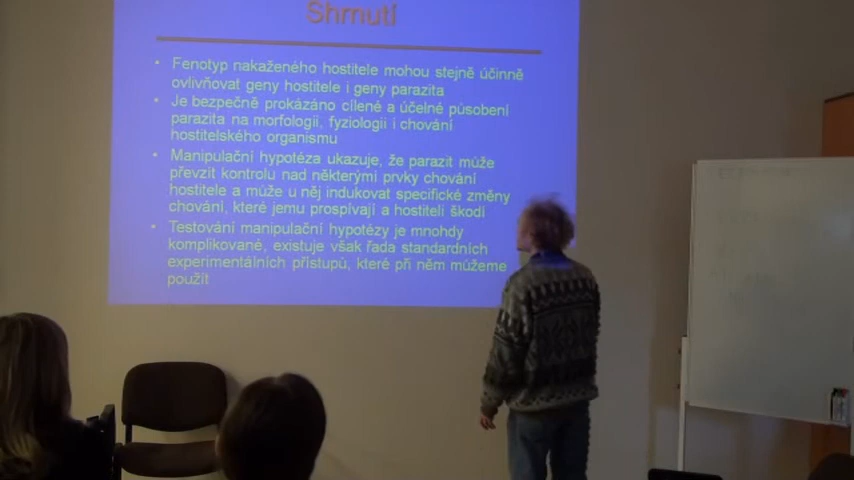 Shrnutí
• Fenotyp nakaženého hostitele mohou stejně účinně
ovlivňovat geny hostitele i geny parazita
• Je bezpečně prokázáno cílené a účelné působení
parazita na morfologii, fyziologii i chování
hostitelského organismu
• Manipulační hypotéza ukazuje, že parazit může
převzít kontrolu nad některými prvky chování
hostitele a může u něj indukovat specifické změny
chování, které jemu prospívají a hostiteli škodí
• Testování manipulační hypotézy je mnohdy
komplikované, existuje však řada standardních
experimentálních přístupů, které při něm můžeme
použít